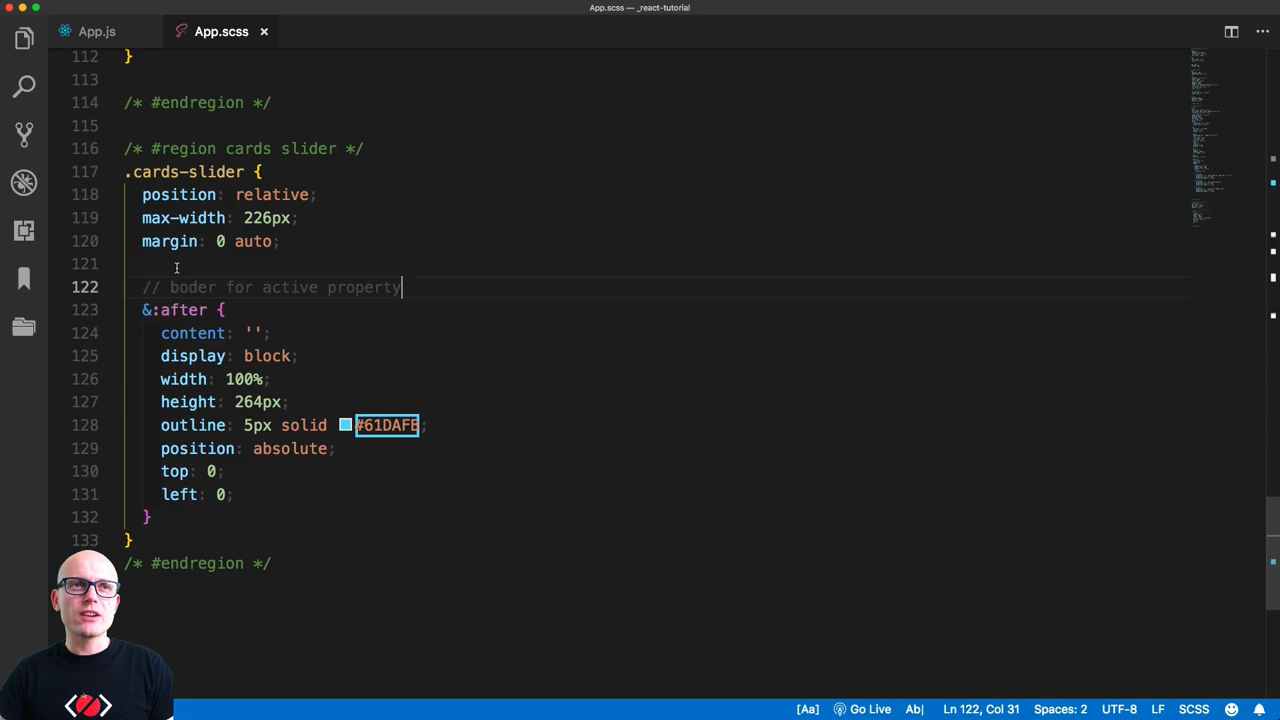 App.scss — _react-tutorial
App.js
App.scss
112 }
113
114 /* #endregion */
115
116 /* #region cards slider */
117 .cards-slider {
118 position: relative;
119 max-width: 226px;
120 margin: 0 auto;
121
122 // boder for active property
123 &:after {
124 content: '';
125 display: block;
126 width: 100%;
127 height: 264px;
128 outline: 5px solid #61DAFB;
129 position: absolute;
130 top: 0;
131 left: 0;
132 }
133 }
/* #endregion */
[Aa] Go Live Ab| Ln 122, Col 31 Spaces: 2 UTF-8 LF SCSS